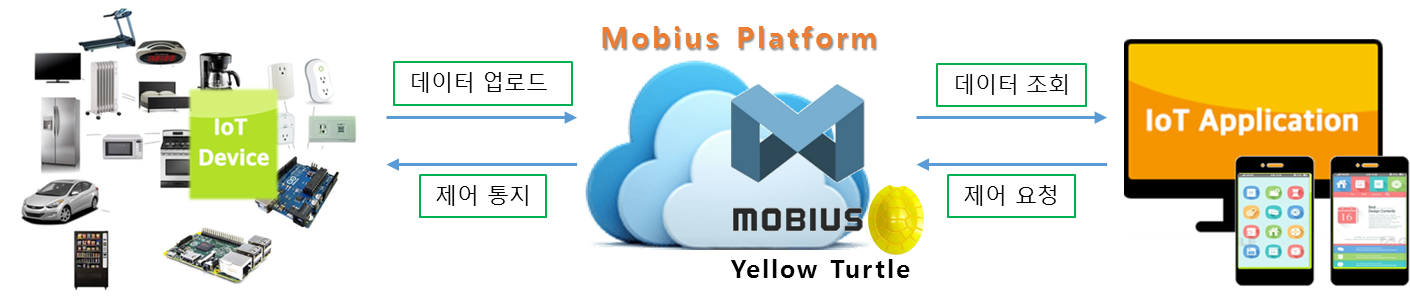 Mobius Platform
데이터 업로드
데이터 조회
IoT
Device
IoT Application
제어 통지
제어 요청
16
MOBIUS
Yellow Turtle